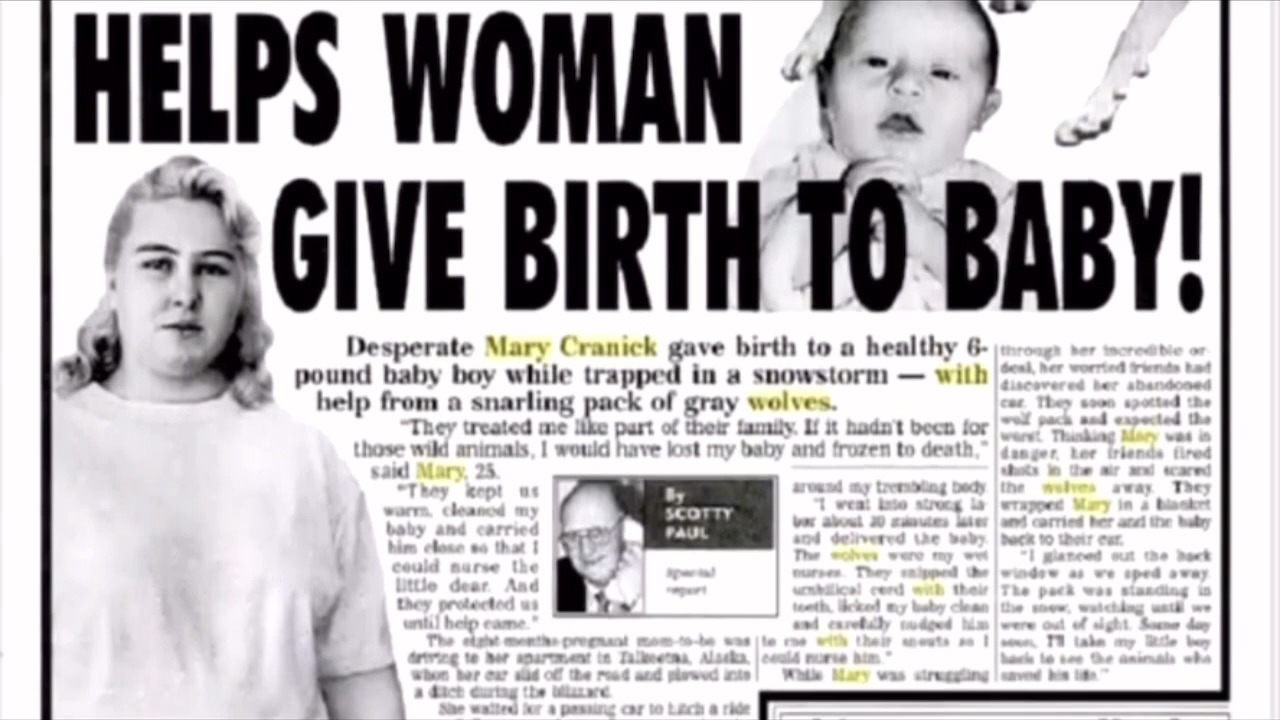 HELPS WOMAN
GIVE BIRTH TO BABY!
Desperate Mary Cranick gave birth to a healthy 6-
pound baby boy while trapped in a snowstorm — with
help from a snarling pack of gray wolves.
"They treated me like part of their family. If it hadn't been for
those wild animals, I would have lost my baby and frozen to death,"
said Mary, 25.
"They kept us
warm, cleaned my
baby and carried
him close so that I
could nurse the
little dear. And
they protected us
until help came."
The eight-months-pregnant mom-to-be was
driving to her apartment in Talkeetna, Alaska,
when her car slid off the road and plowed into
a ditch during the blizzard.
She waited for a passing car to hitch a ride
By
SCOTTY
PAUL
Special
report
around my trembling body.
"I went into strong la-
bor about 20 minutes later
and delivered the baby.
The wolves were my wet
nurses. They snipped the
umbilical cord with their
teeth, licked my baby clean
and carefully nudged him
to me with their snouts so I
could nurse him."
While Mary was struggling
through her incredible or-
deal, her worried friends had
discovered her abandoned
car. They soon spotted the
wolf pack and expected the
worst. Thinking Mary was in
danger, her friends fired
shots in the air and scared
the wolves away. They
wrapped Mary in a blanket
and carried her and the baby
back to their car.
"I glanced out the back
window as we sped away.
The pack was standing in
the snow, watching until we
were out of sight. Some day
soon, I'll take my little boy
back to see the animals who
saved his life."